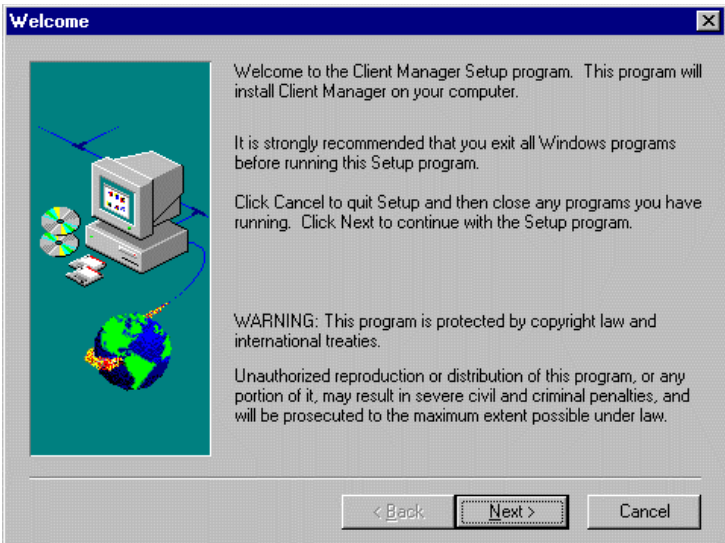 Welcome
Welcome to the Client Manager Setup program.  This program will
install Client Manager on your computer.
It is strongly recommended that you exit all Windows programs
before running this Setup program.
Click Cancel to quit Setup and then close any programs you have
running.  Click Next to continue with the Setup program.
WARNING: This program is protected by copyright law and
international treaties.
Unauthorized reproduction or distribution of this program, or any
portion of it, may result in severe civil and criminal penalties, and
will be prosecuted to the maximum extent possible under law.
< Back Next > Cancel